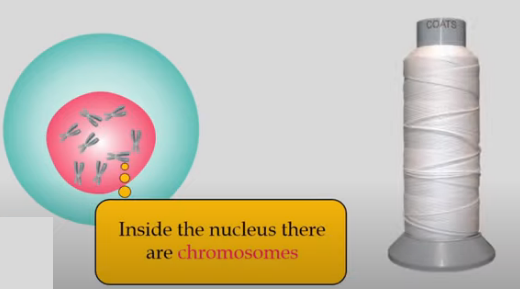 COATS
Inside the nucleus there
are chromosomes